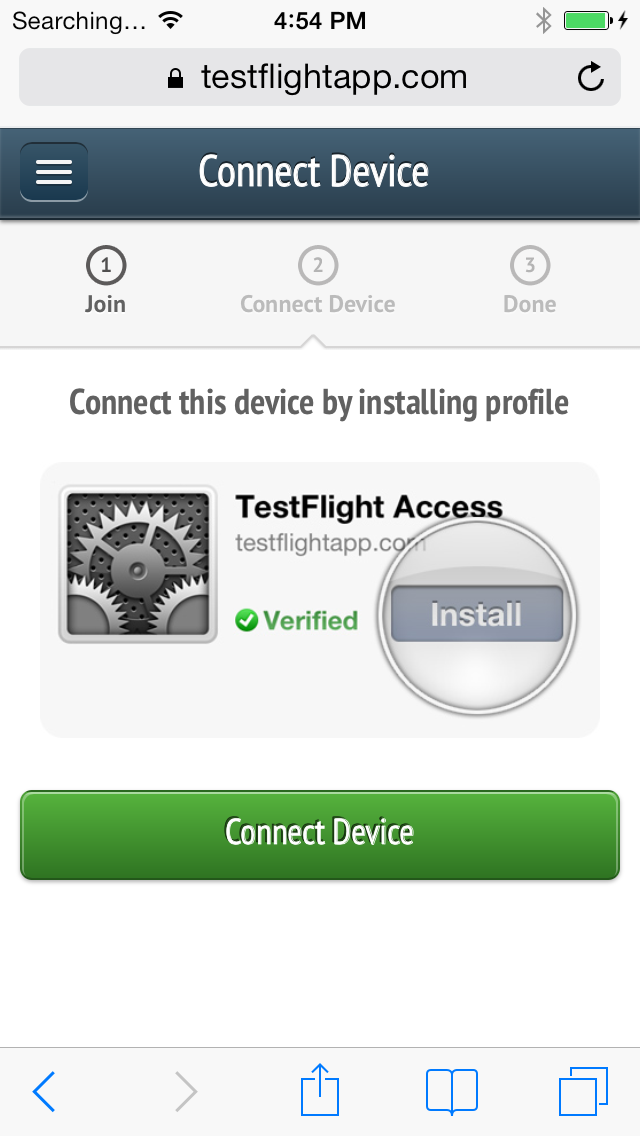 Searching... 4:54 PM
testflightapp.com
Connect Device
1 2 3
Join Connect Device Done
Connect this device by installing profile
TestFlight Access
testflightapp.com
Verified
Install
Connect Device